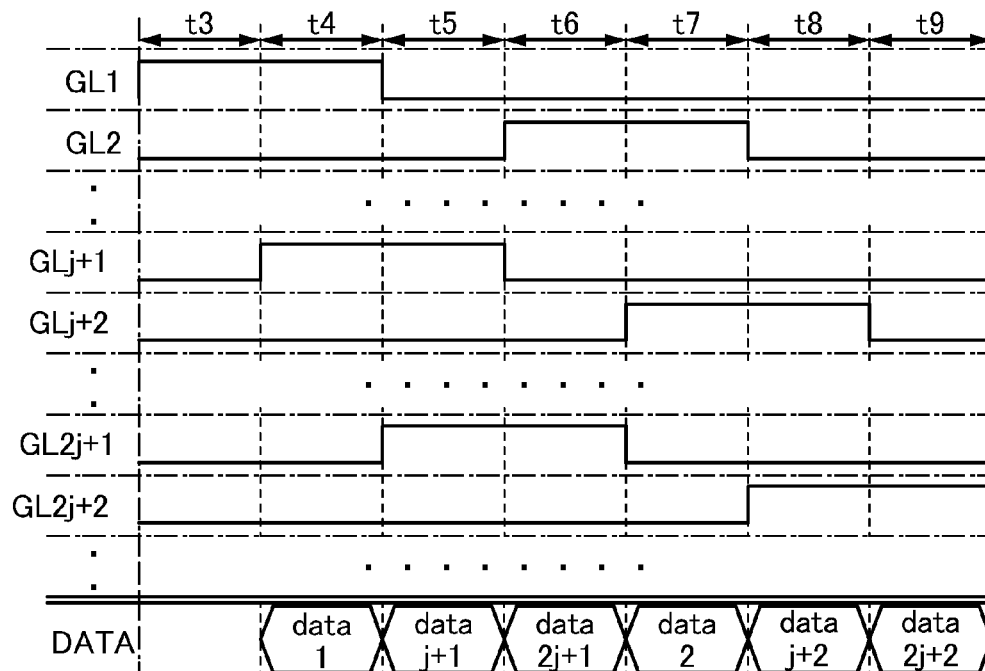 t3 t4 t5 t6 t7 t8 t9
GL1
GL2
GLj+1
GLj+2
GL2j+1
GL2j+2
DATA
data 1
data j+1
data 2j+1
data 2
data j+2
data 2j+2